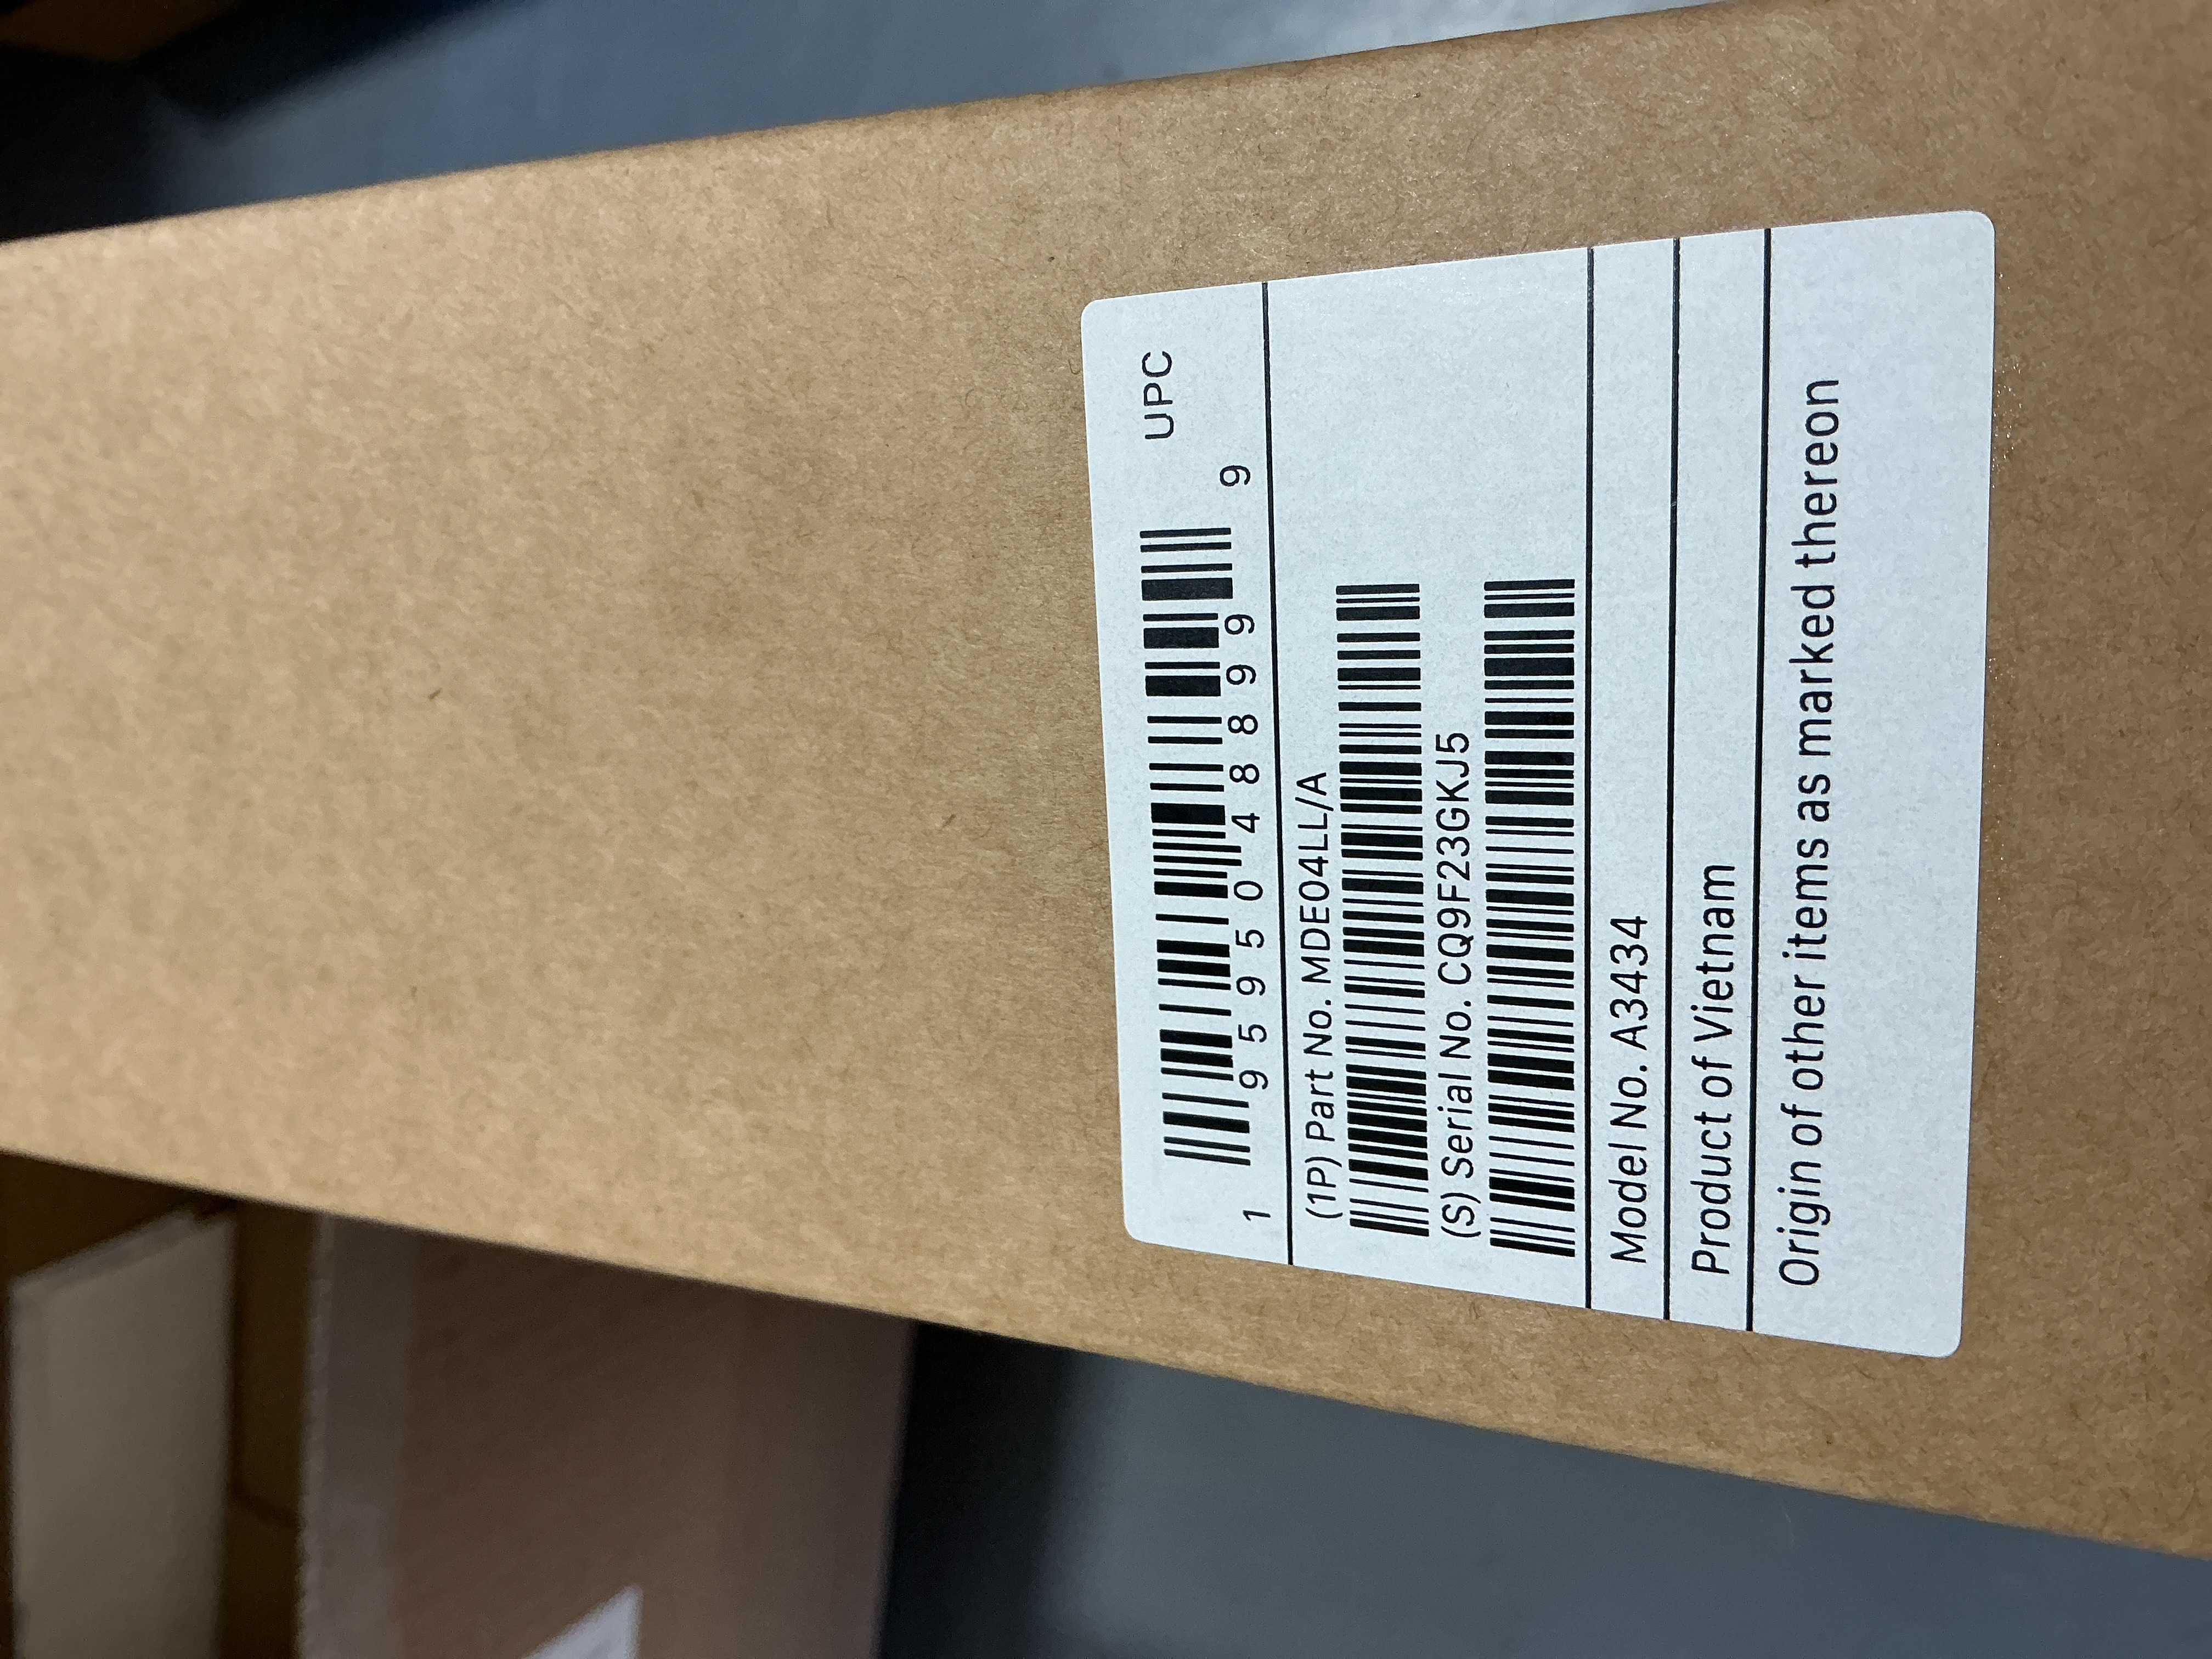 UPC
1 95950 48899 9
(1P) Part No. MDE04LL/A
(S) Serial No. CQ9F23GKJ5
Model No. A3434
Product of Vietnam
Origin of other items as marked thereon